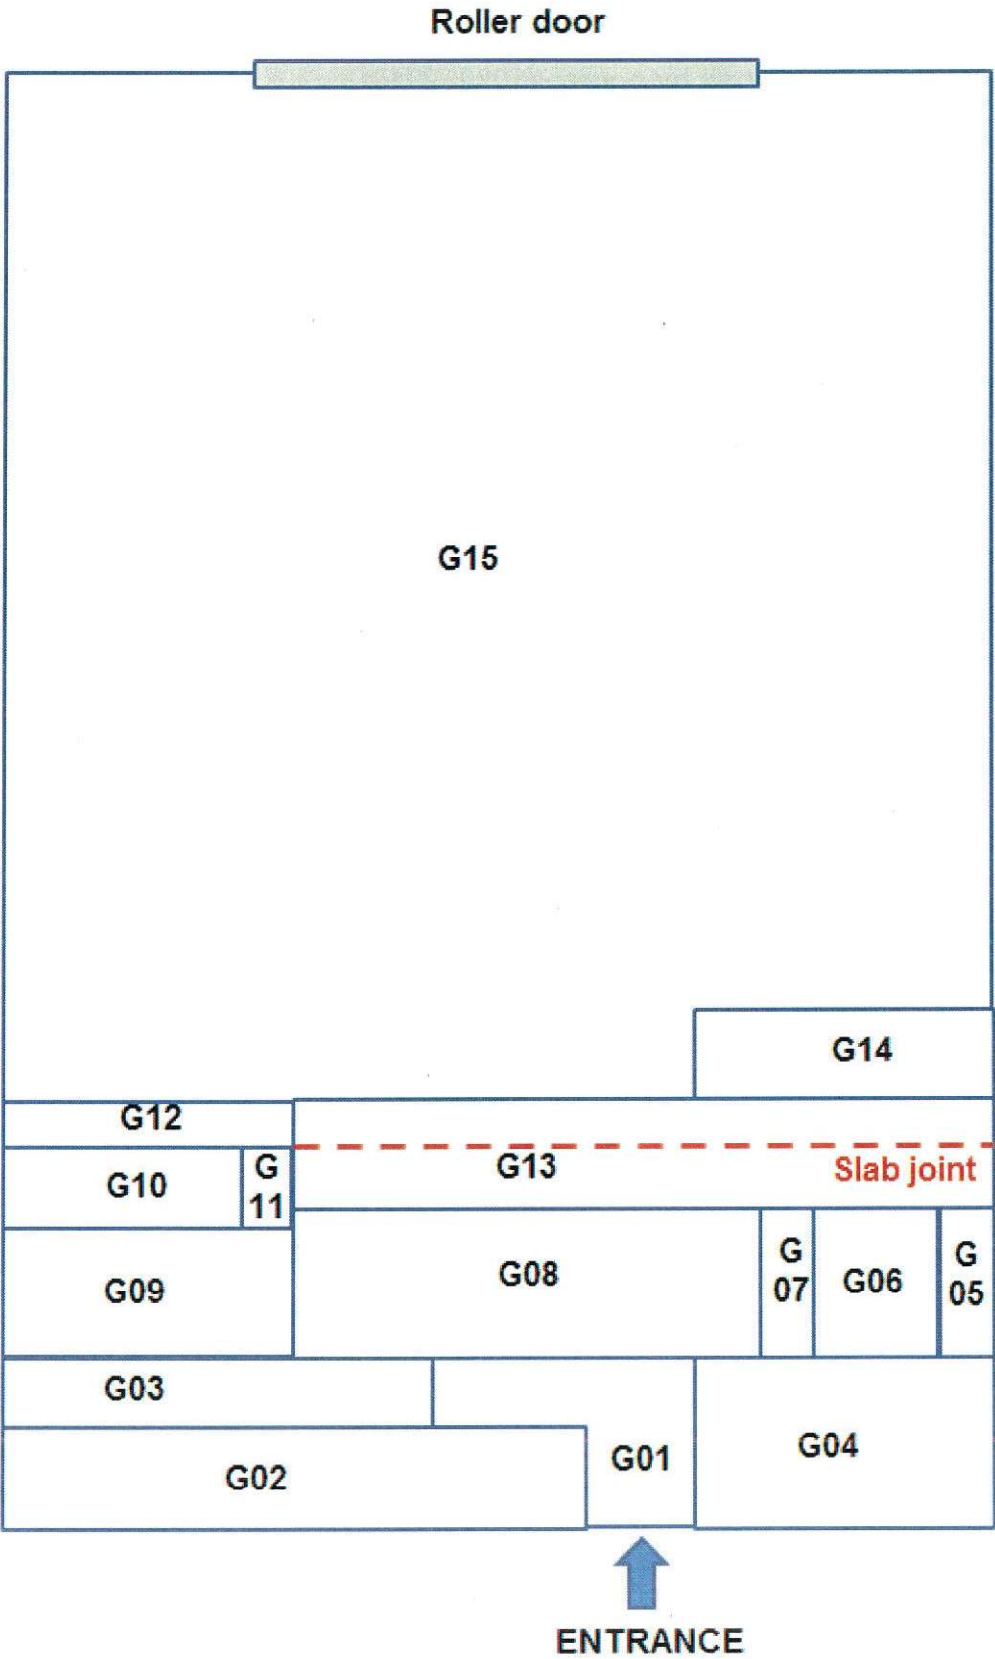 Roller door
G15
G14
G12
G13
Slab joint
G10
G
11
G09
G08
G
07
G06
G
05
G03
G02
G01
G04
ENTRANCE